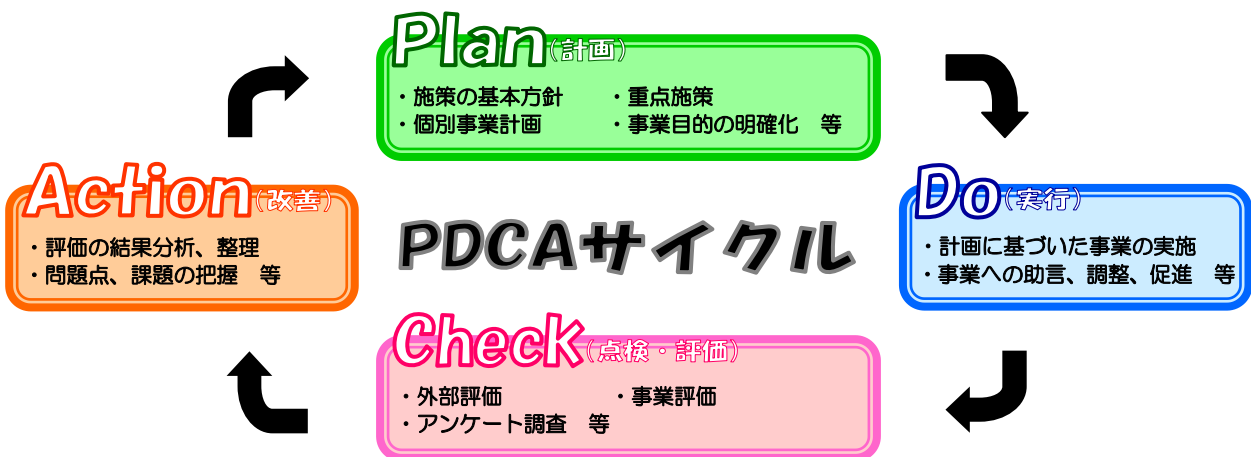 Plan(計画)
・施策の基本方針 ・重点施策
・個別事業計画 ・事業目的の明確化 等
Action(改善)
・評価の結果分析、整理
・問題点、課題の把握 等
PDCAサイクル
Do(実行)
・計画に基づいた事業の実施
・事業への助言、調整、促進 等
Check(点検・評価)
・外部評価 ・事業評価
・アンケート調査 等